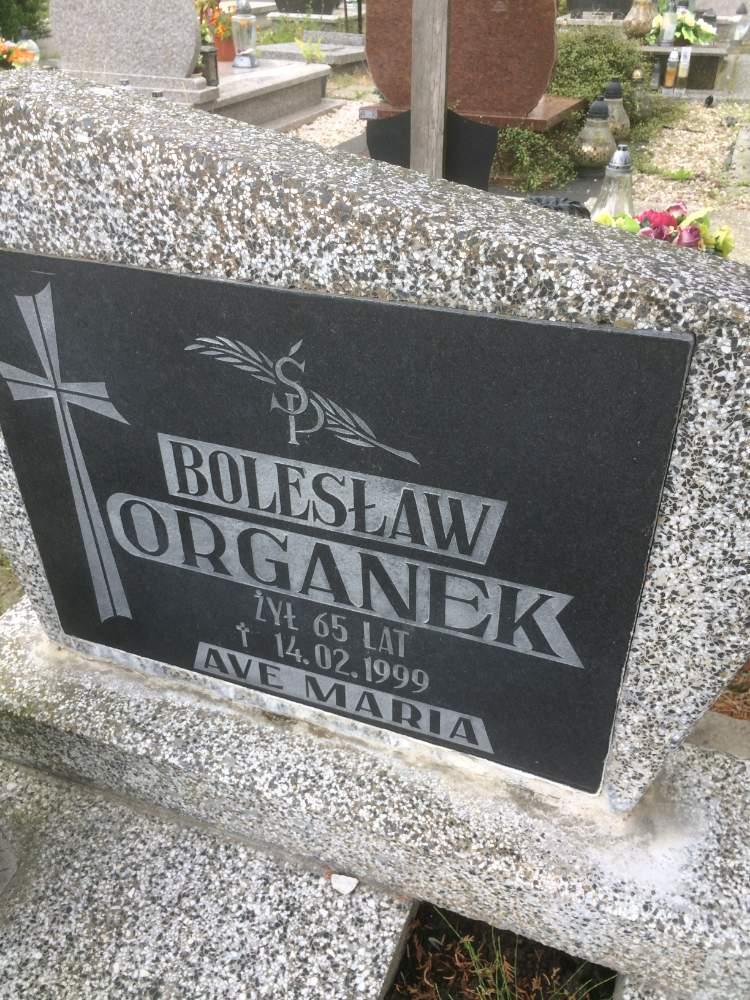 ŚP
BOLESŁAW
ORGANEK
ŻYŁ 65 LAT
✝ 14.02.1999
AVE MARIA